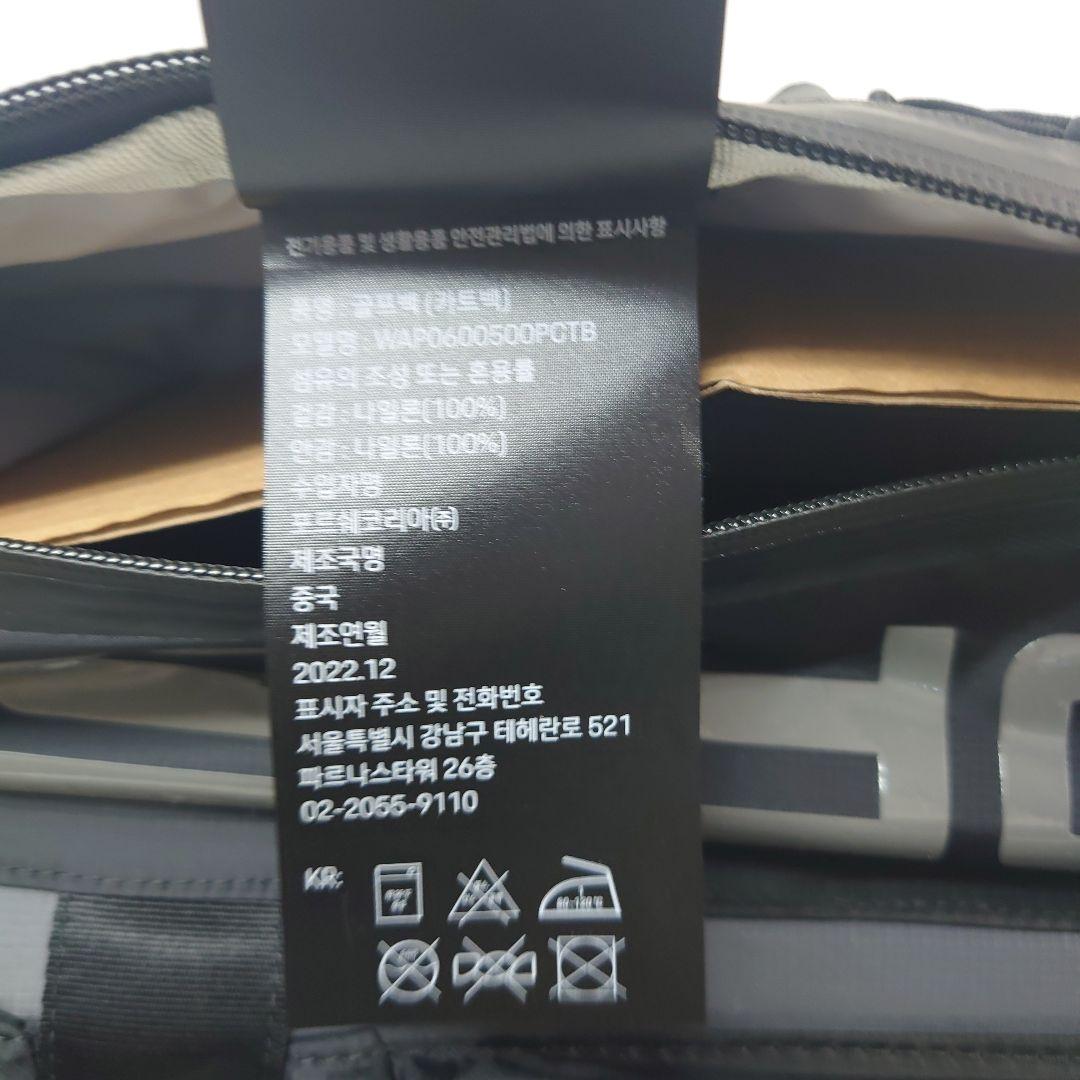 전기용품 및 생활용품 안전관리법에 의한 표시사항
품명 : 골프백 (카트백)
모델명 : WAP0600500PCTB
섬유의 조성 또는 혼용률
겉감 : 나일론(100%)
안감 : 나일론(100%)
수입자명
포르쉐코리아㈜
제조국명
중국
제조연월
2022.12
표시자 주소 및 전화번호
서울특별시 강남구 테헤란로 521
파르나스타워 26층
02-2055-9110
KR: